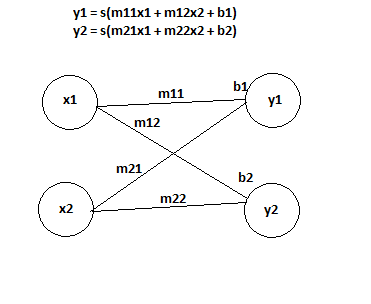 y1 = s(m11x1 + m12x2 + b1)
y2 = s(m21x1 + m22x2 + b2)
x1
m11
b1
y1
m12
m21
b2
x2
m22
y2